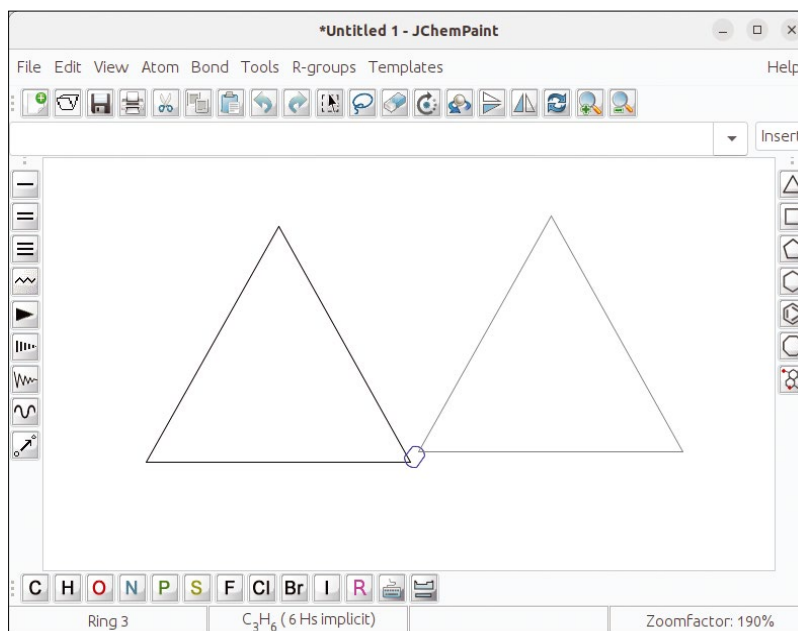 *Untitled 1 - JChemPaint
File Edit View Atom Bond Tools R-groups Templates Help
Insert
C H O N P S F Cl Br I R
Ring 3 C3H6 ( 6 Hs implicit) Zoomfactor: 190%